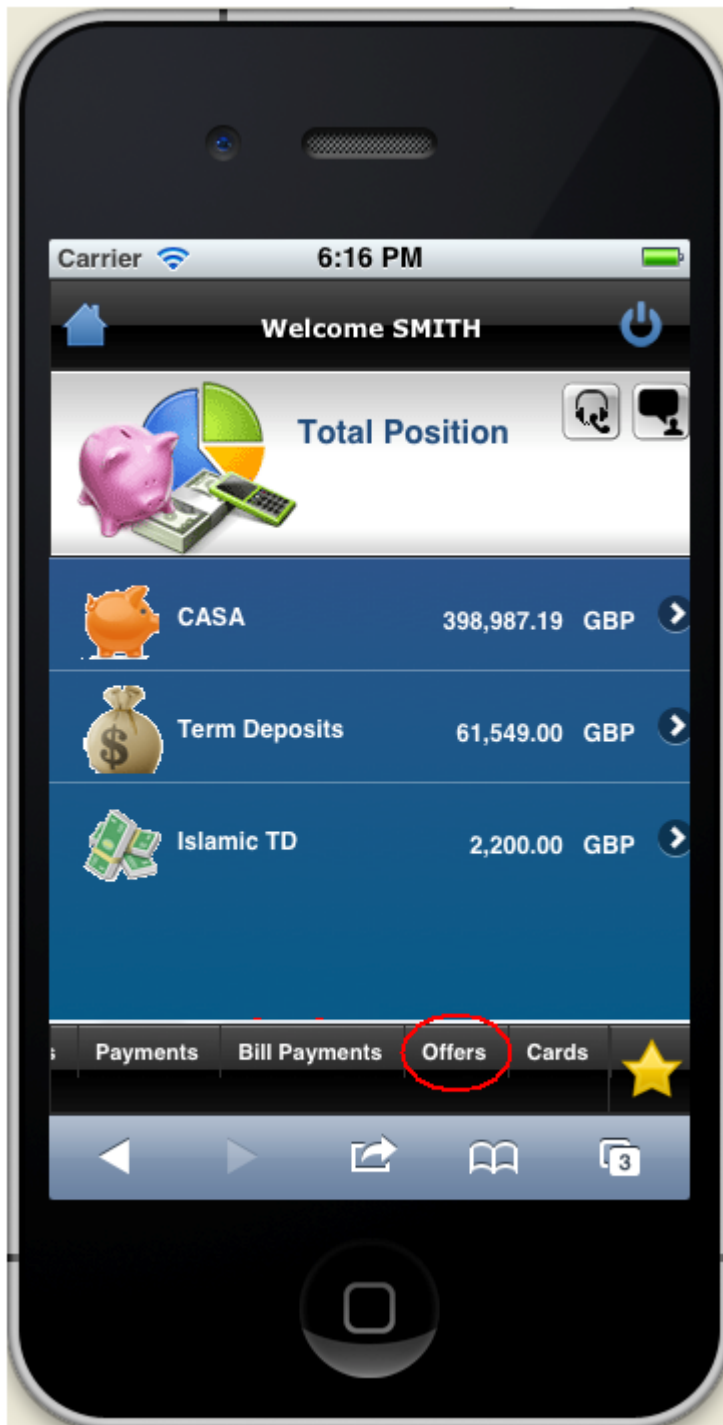 Carrier 6:16 PM
Welcome SMITH
Total Position
CASA 398,987.19 GBP
$
Term Deposits 61,549.00 GBP
Islamic TD 2,200.00 GBP
s Payments Bill Payments Offers Cards
3